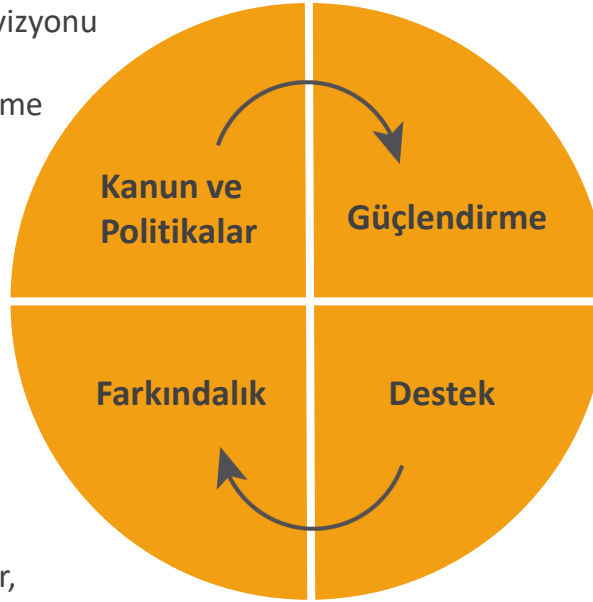 vizyonu
me
Kanun ve
Politikalar
Güçlendirme
Farkındalık
Destek
r,